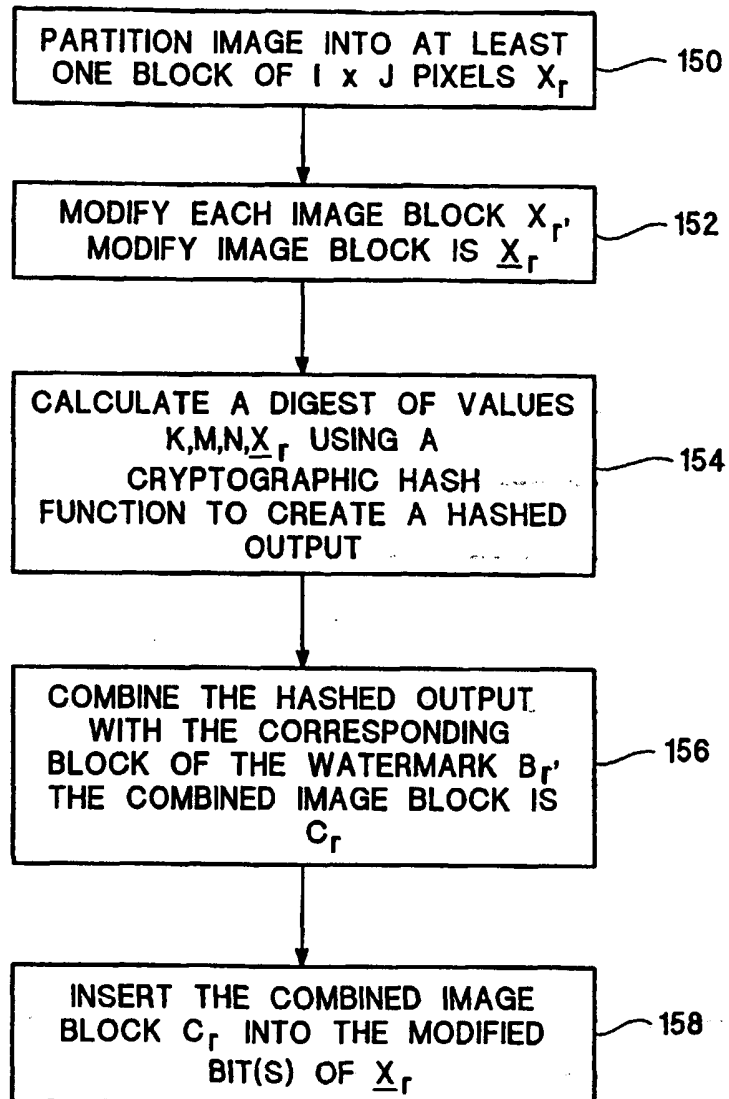 PARTITION IMAGE INTO AT LEAST
ONE BLOCK OF I x J PIXELS Xr
150
MODIFY EACH IMAGE BLOCK Xr,
MODIFY IMAGE BLOCK IS Xr
152
CALCULATE A DIGEST OF VALUES
K,M,N,Xr USING A
CRYPTOGRAPHIC HASH
FUNCTION TO CREATE A HASHED
OUTPUT
154
COMBINE THE HASHED OUTPUT
WITH THE CORRESPONDING
BLOCK OF THE WATERMARK Br,
THE COMBINED IMAGE BLOCK IS
Cr
156
INSERT THE COMBINED IMAGE
BLOCK Cr INTO THE MODIFIED
BIT(S) OF Xr
158